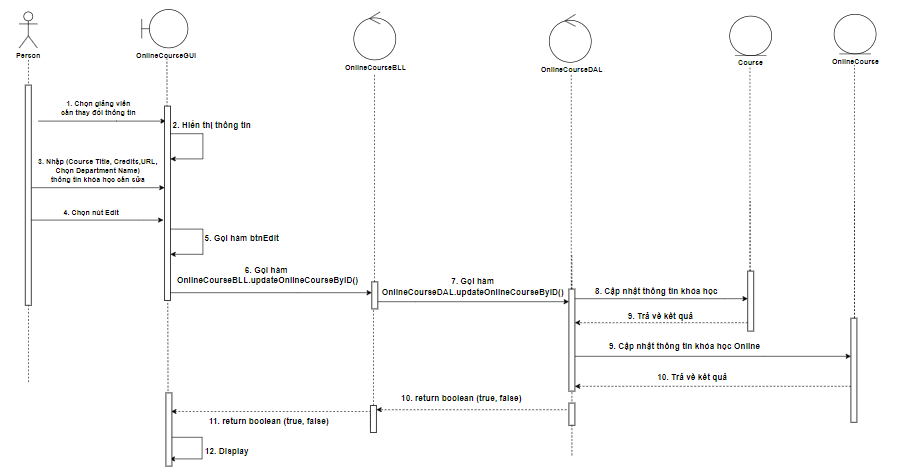 Person
OnlineCourseGUI
OnlineCourseBLL
OnlineCourseDAL
Course
OnlineCourse
1. Chọn giảng viên
cần thay đổi thông tin
2. Hiển thị thông tin
3. Nhập (Course Title, Credits,URL,
Chọn Department Name)
thông tin khóa học cần sửa
4. Chọn nút Edit
5. Gọi hàm btnEdit
6. Gọi hàm
OnlineCourseBLL.updateOnlineCourseByID()
7. Gọi hàm
OnlineCourseDAL.updateOnlineCourseByID()
8. Cập nhật thông tin khóa học
9. Trả về kết quả
9. Cập nhật thông tin khóa học Online
10. Trả về kết quả
10. return boolean (true, false)
11. return boolean (true, false)
12. Display